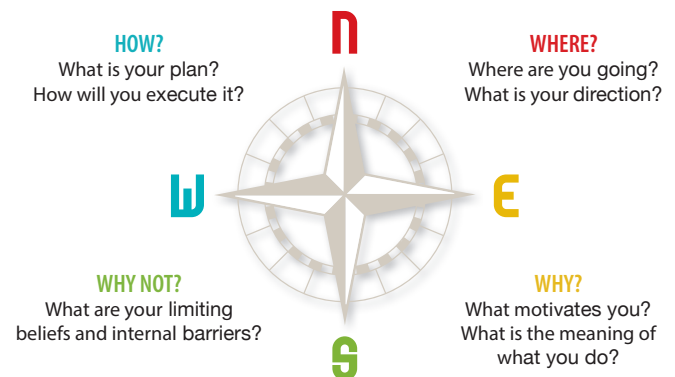 N
HOW?
What is your plan?
How will you execute it?
WHERE?
Where are you going?
What is your direction?
W
E
WHY NOT?
What are your limiting
beliefs and internal barriers?
WHY?
What motivates you?
What is the meaning of
what you do?
S